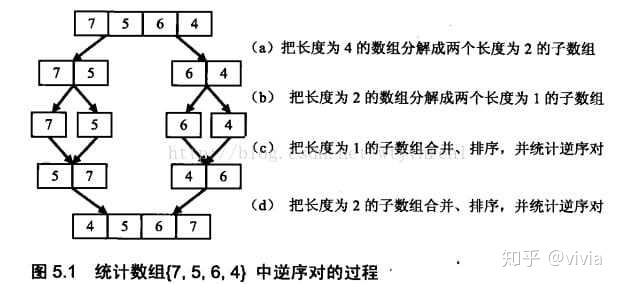 7 5 6 4
(a) 把长度为 4 的数组分解成两个长度为 2 的子数组
7 5 6 4
(b) 把长度为 2 的数组分解成两个长度为 1 的子数组
7 5 6 4
(c) 把长度为 1 的子数组合并、排序，并统计逆序对
5 7 4 6
(d) 把长度为 2 的子数组合并、排序，并统计逆序对
4 5 6 7
知乎 @vivia
图 5.1 统计数组{7, 5, 6, 4} 中逆序对的过程